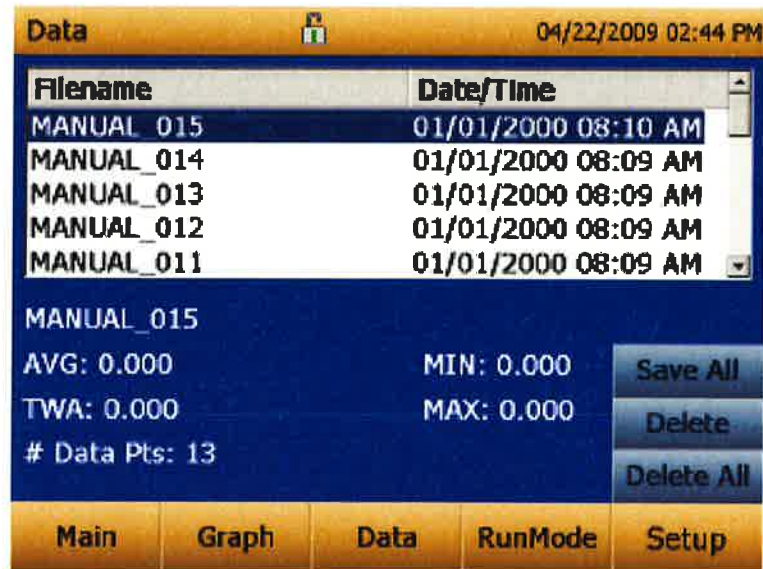 Data 04/22/2009 02:44 PM
Filename Date/Time
MANUAL_015 01/01/2000 08:10 AM
MANUAL_014 01/01/2000 08:09 AM
MANUAL_013 01/01/2000 08:09 AM
MANUAL_012 01/01/2000 08:09 AM
MANUAL_011 01/01/2000 08:09 AM
MANUAL_015
AVG: 0.000 MIN: 0.000 Save All
TWA: 0.000 MAX: 0.000 Delete
# Data Pts: 13 Delete All
Main Graph Data RunMode Setup